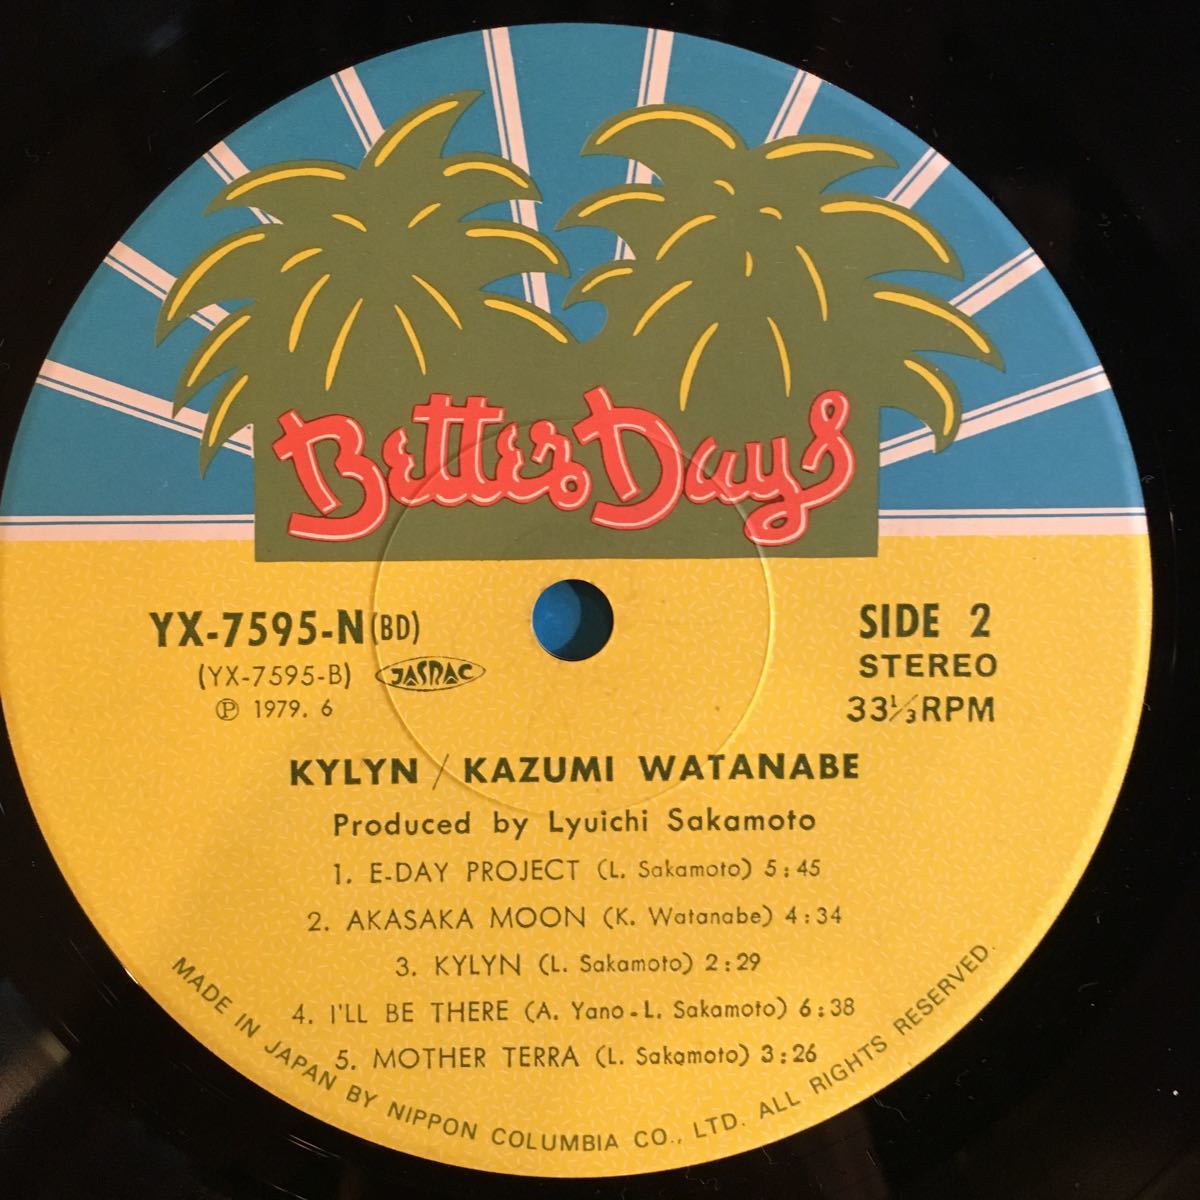 Better Days
YX-7595-N(BD)
(YX-7595-B) JASRAC
Ⓟ 1979. 6
SIDE 2
STEREO
33⅓RPM
KYLYN / KAZUMI WATANABE
Produced by Lyuichi Sakamoto
1. E-DAY PROJECT (L. Sakamoto) 5:45
2. AKASAKA MOON (K. Watanabe) 4:34
3. KYLYN (L. Sakamoto) 2:29
4. I'LL BE THERE (A. Yano-L. Sakamoto) 6:38
5. MOTHER TERRA (L. Sakamoto) 3:26
MADE IN JAPAN BY NIPPON COLUMBIA CO., LTD. ALL RIGHTS RESERVED.